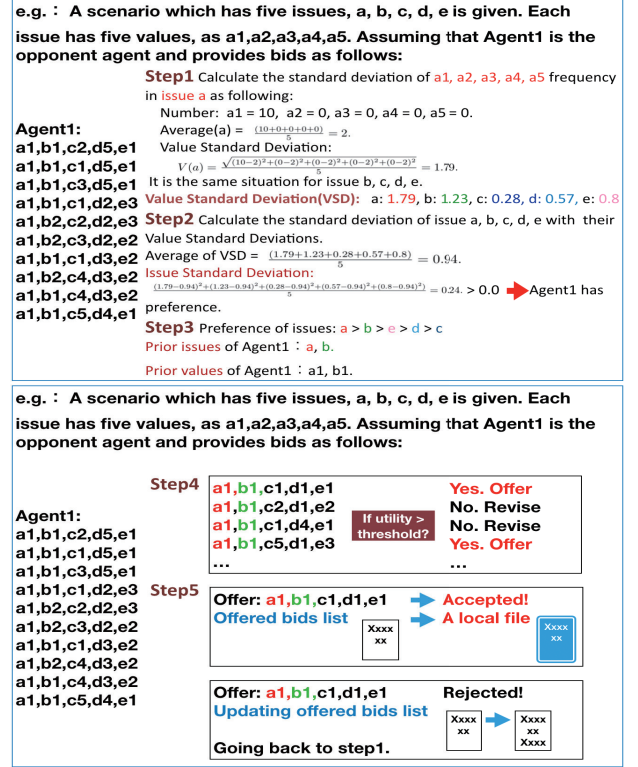 e.g. : A scenario which has five issues, a, b, c, d, e is given. Each
issue has five values, as a1,a2,a3,a4,a5. Assuming that Agent1 is the
opponent agent and provides bids as follows:
Step1 Calculate the standard deviation of a1, a2, a3, a4, a5 frequency
in issue a as following:
Number: a1 = 10, a2 = 0, a3 = 0, a4 = 0, a5 = 0.
Average(a) = (10+0+0+0+0)/5 = 2.
Value Standard Deviation:
V(a) = √((10−2)²+(0−2)²+(0−2)²+(0−2)²+(0−2)²)/5 = 1.79.
It is the same situation for issue b, c, d, e.
Value Standard Deviation(VSD): a: 1.79, b: 1.23, c: 0.28, d: 0.57, e: 0.8
Step2 Calculate the standard deviation of issue a, b, c, d, e with their
Value Standard Deviations.
Average of VSD = (1.79+1.23+0.28+0.57+0.8)/5 = 0.94.
Issue Standard Deviation:
(1.79−0.94)²+(1.23−0.94)²+(0.28−0.94)²+(0.57−0.94)²+(0.8−0.94)²/5 = 0.24. > 0.0 Agent1 has
preference.
Step3 Preference of issues: a > b > e > d > c
Prior issues of Agent1 : a, b.
Prior values of Agent1 : a1, b1.
Agent1:
a1,b1,c2,d5,e1
a1,b1,c1,d5,e1
a1,b1,c3,d5,e1
a1,b1,c1,d2,e3
a1,b2,c2,d2,e3
a1,b2,c3,d2,e2
a1,b1,c1,d3,e2
a1,b2,c4,d3,e2
a1,b1,c4,d3,e2
a1,b1,c5,d4,e1
e.g. : A scenario which has five issues, a, b, c, d, e is given. Each
issue has five values, as a1,a2,a3,a4,a5. Assuming that Agent1 is the
opponent agent and provides bids as follows:
Agent1:
a1,b1,c2,d5,e1
a1,b1,c1,d5,e1
a1,b1,c3,d5,e1
a1,b1,c1,d2,e3
a1,b2,c2,d2,e3
a1,b2,c3,d2,e2
a1,b1,c1,d3,e2
a1,b2,c4,d3,e2
a1,b1,c4,d3,e2
a1,b1,c5,d4,e1
Step4
a1,b1,c1,d1,e1 Yes. Offer
a1,b1,c2,d1,e2 No. Revise
a1,b1,c1,d4,e1 No. Revise
a1,b1,c5,d1,e3 Yes. Offer
... ...
If utility >
threshold?
Step5
Offer: a1,b1,c1,d1,e1 Accepted!
Offered bids list A local file
Xxxx
xx
Xxxx
xx
Offer: a1,b1,c1,d1,e1 Rejected!
Updating offered bids list
Going back to step1.
Xxxx
xx
Xxxx
xx
Xxxx